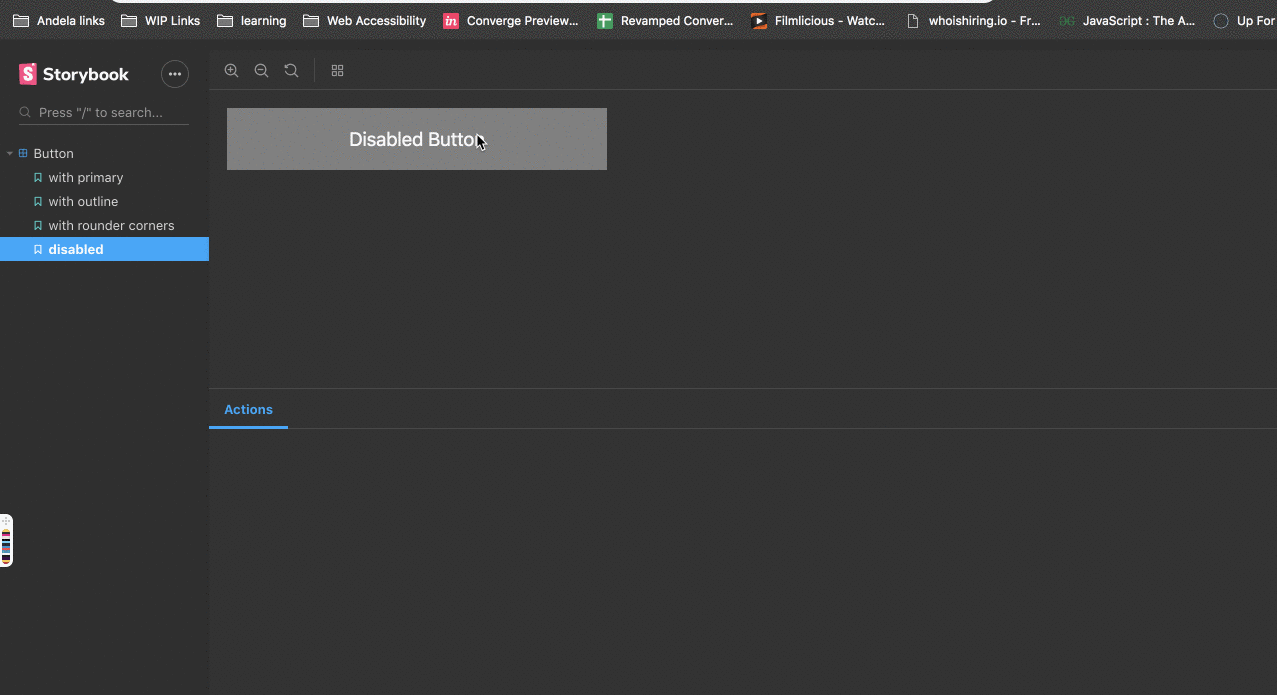 Andela links WIP Links learning Web Accessibility in Converge Preview... Revamped Conver... Filmlicious - Watc... whoishiring.io - Fr... JavaScript : The A... Up For
S Storybook
Press "/" to search...
Button
with primary
with outline
with rounder corners
disabled
Disabled Button
Actions